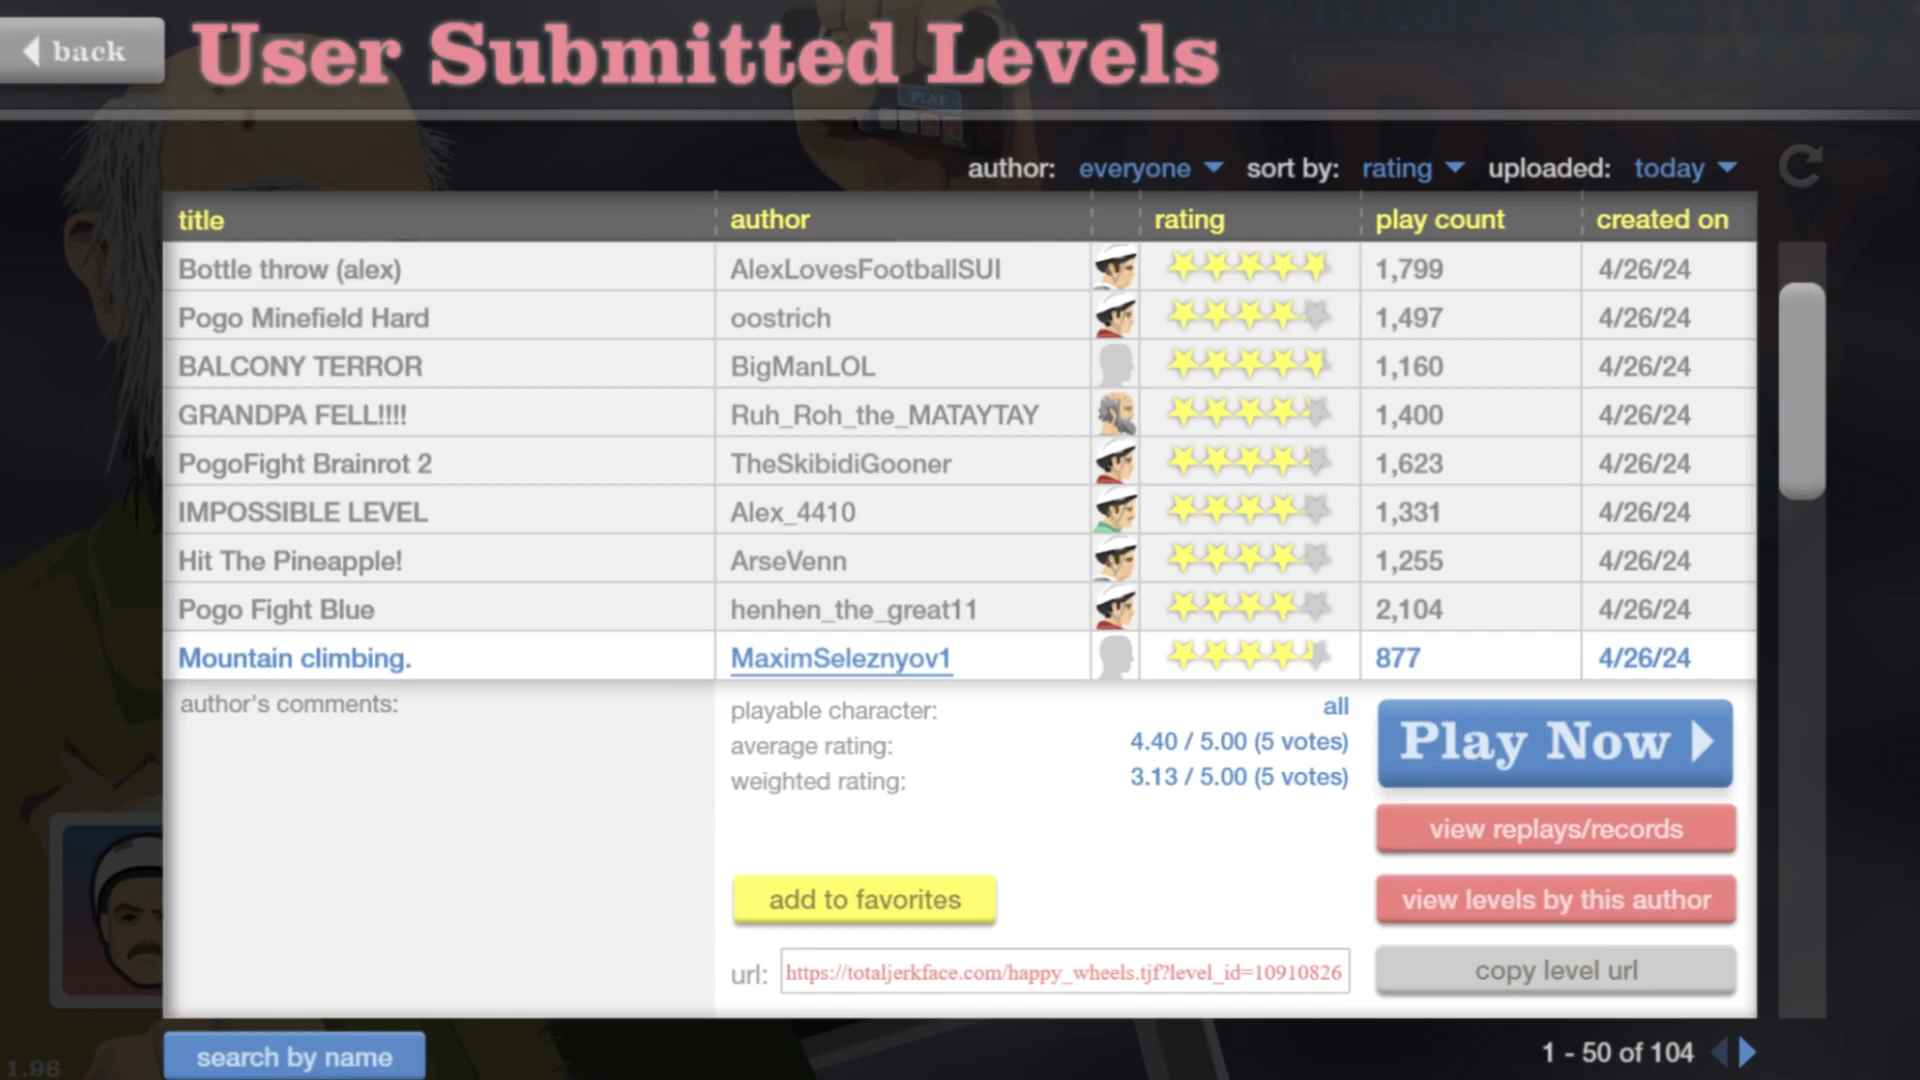 back
User Submitted Levels
PLAY
author: everyone sort by: rating uploaded: today
title author rating play count created on
Bottle throw (alex) AlexLovesFootballSUI 1,799 4/26/24
Pogo Minefield Hard oostrich 1,497 4/26/24
BALCONY TERROR BigManLOL 1,160 4/26/24
GRANDPA FELL!!!! Ruh_Roh_the_MATAYTAY 1,400 4/26/24
PogoFight Brainrot 2 TheSkibidiGooner 1,623 4/26/24
IMPOSSIBLE LEVEL Alex_4410 1,331 4/26/24
Hit The Pineapple! ArseVenn 1,255 4/26/24
Pogo Fight Blue henhen_the_great11 2,104 4/26/24
Mountain climbing. MaximSeleznyov1 877 4/26/24
author's comments:
playable character: all
average rating: 4.40 / 5.00 (5 votes)
weighted rating: 3.13 / 5.00 (5 votes)
Play Now
view replays/records
add to favorites
view levels by this author
url: https://totaljerkface.com/happy_wheels.tjf?level_id=10910826
copy level url
search by name
1 - 50 of 104
1.96